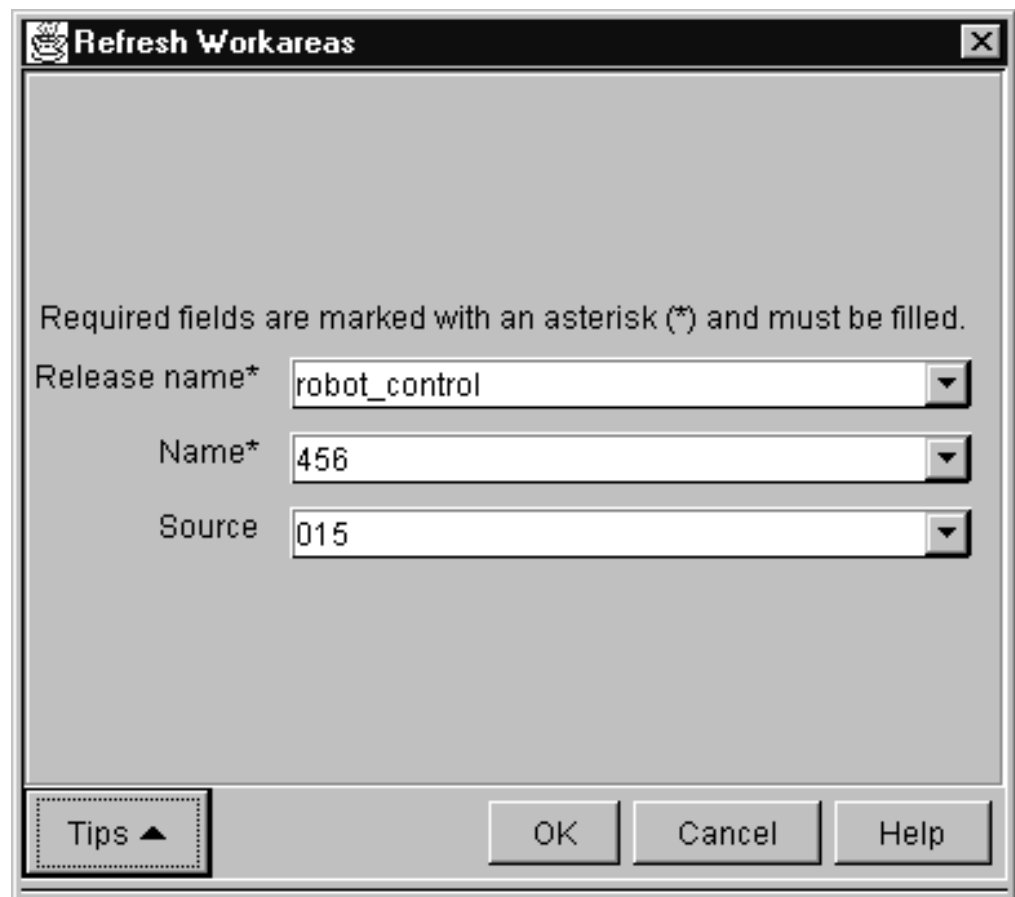 Refresh Workareas
Required fields are marked with an asterisk (*) and must be filled.
Release name* robot_control
Name* 456
Source 015
Tips OK Cancel Help